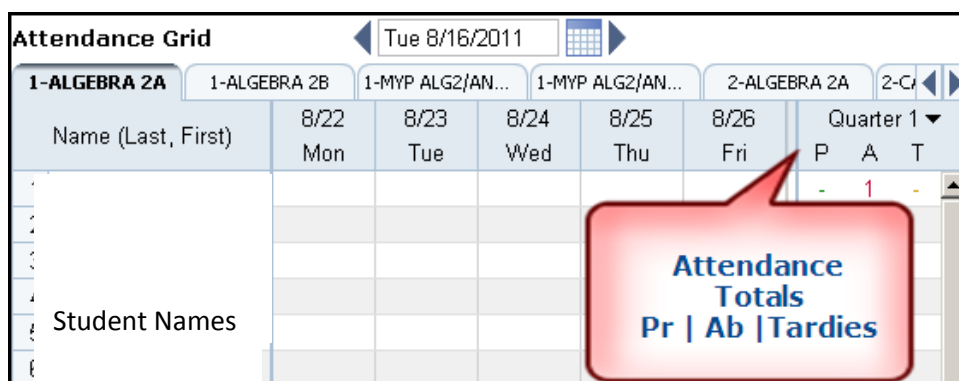 Attendance Grid Tue 8/16/2011
1-ALGEBRA 2A 1-ALGEBRA 2B 1-MYP ALG2/AN... 1-MYP ALG2/AN... 2-ALGEBRA 2A
Name (Last, First) 8/22 8/23 8/24 8/25 8/26 Quarter 1
Mon Tue Wed Thu Fri P A T
- 1 -
Attendance
Totals
Pr | Ab |Tardies
Student Names